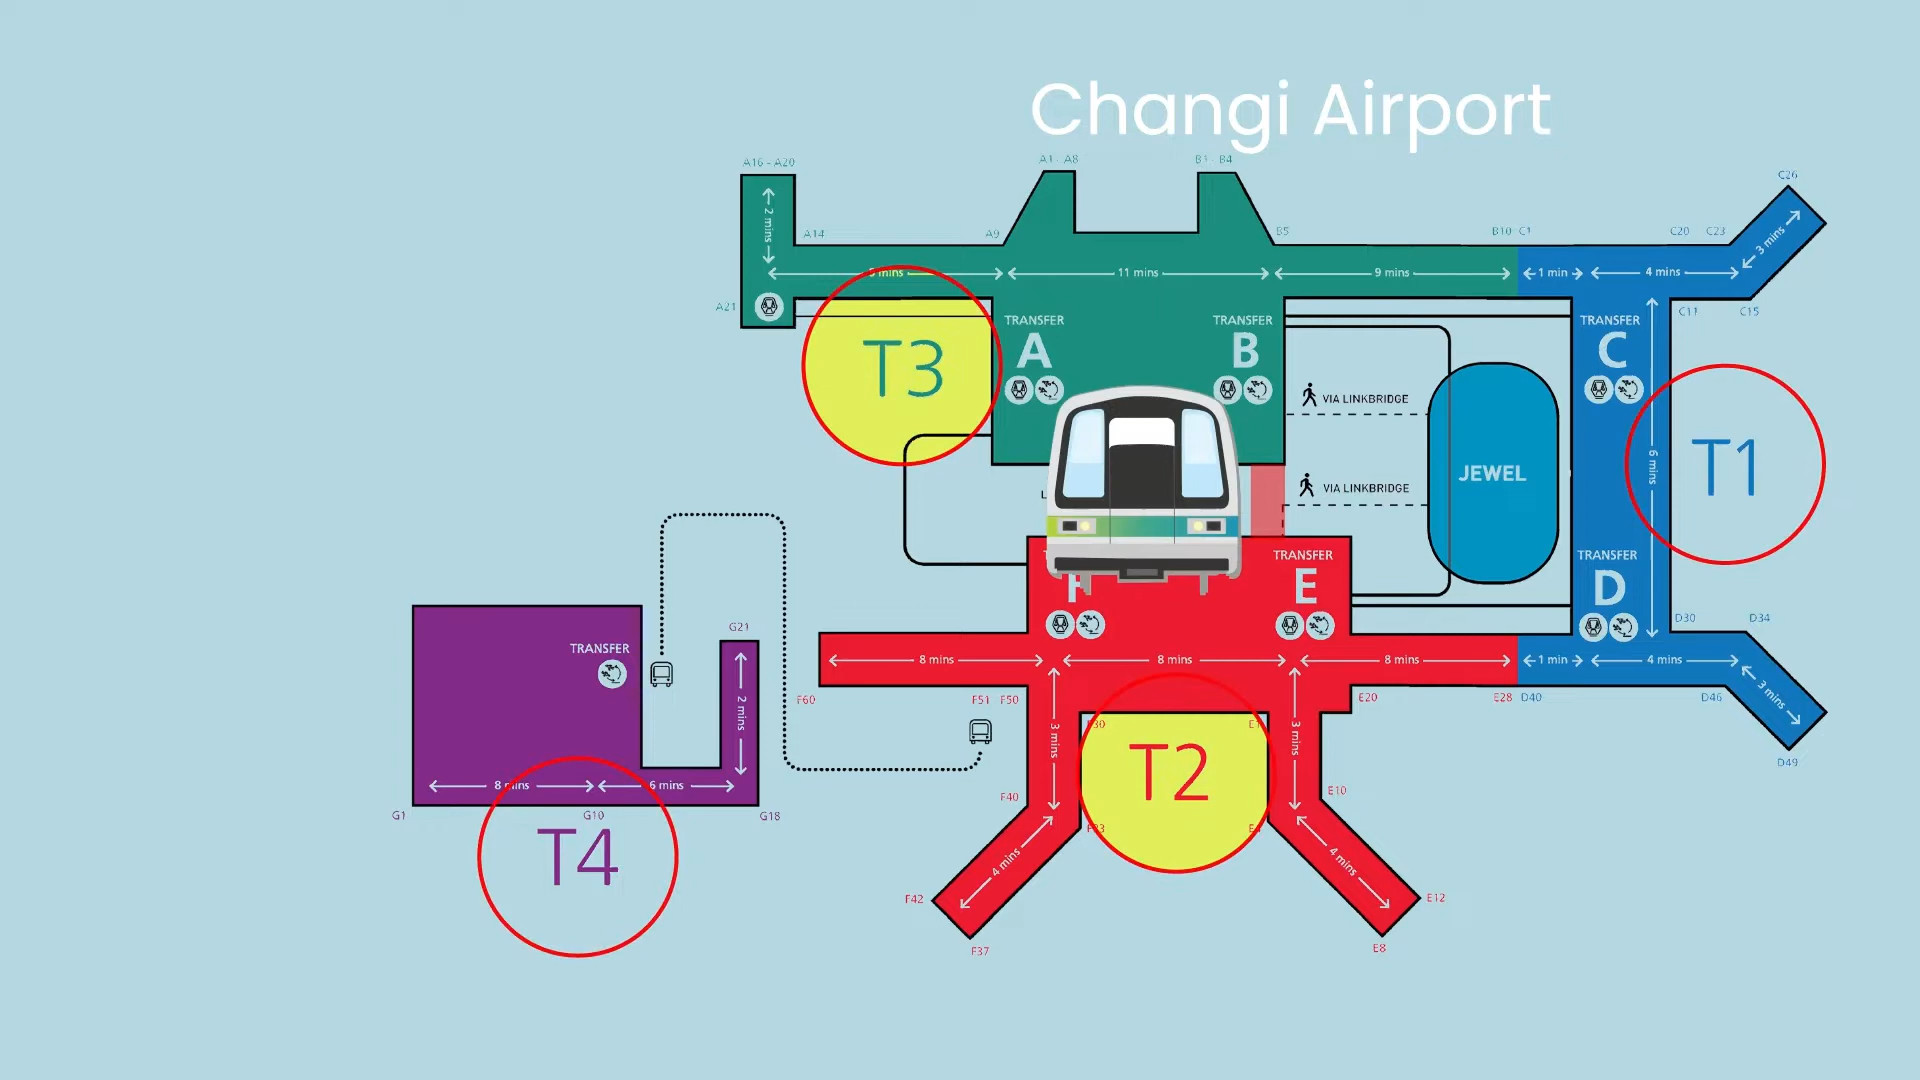 Changi Airport
A16 - A20
A1 - A8
B1 - B4
C26
2 mins
A14
A9
B5
B10
C1
C20
C23
3 mins
11 mins
9 mins
1 min
4 mins
A21
C11
C15
TRANSFER
A
TRANSFER
B
TRANSFER
C
T3
VIA LINKBRIDGE
T1
6 mins
JEWEL
VIA LINKBRIDGE
TRANSFER
E
TRANSFER
D
D30
D34
G21
TRANSFER
8 mins
8 mins
8 mins
1 min
4 mins
3 mins
F60
F51
F50
E20
E28
D40
D46
2 mins
3 mins
3 mins
T2
D49
8 mins
6 mins
F40
E10
G1
G10
G18
T4
4 mins
4 mins
F42
E12
F37
E8